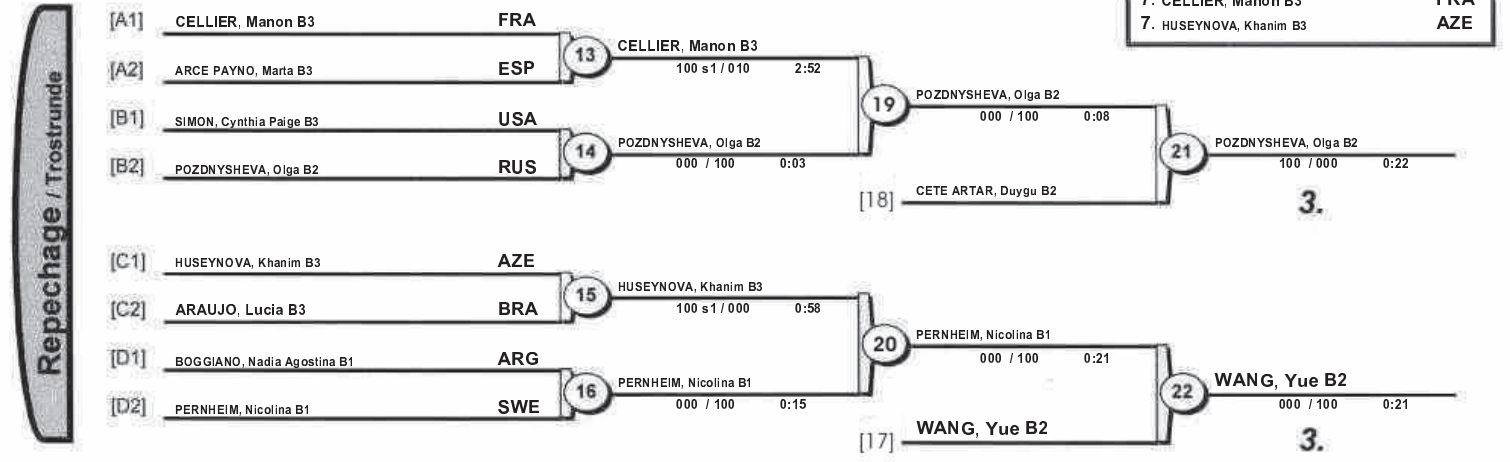 7. CELLIER, Manon B3 FRA
7. HUSEYNOVA, Khanim B3 AZE
Repechage / Trostrunde
[A1] CELLIER, Manon B3 FRA
13 CELLIER, Manon B3
100 s1 / 010 2:52
[A2] ARCE PAYNO, Marta B3 ESP
19 POZDNYSHEVA, Olga B2
000 / 100 0:08
[B1] SIMON, Cynthia Paige B3 USA
14 POZDNYSHEVA, Olga B2
000 / 100 0:03
21 POZDNYSHEVA, Olga B2
100 / 000 0:22
[B2] POZDNYSHEVA, Olga B2 RUS
[18] CETE ARTAR, Duygu B2
3.
[C1] HUSEYNOVA, Khanim B3 AZE
15 HUSEYNOVA, Khanim B3
100 s1 / 000 0:58
[C2] ARAUJO, Lucia B3 BRA
20 PERNHEIM, Nicolina B1
000 / 100 0:21
[D1] BOGGIANO, Nadia Agostina B1 ARG
16 PERNHEIM, Nicolina B1
000 / 100 0:15
22 WANG, Yue B2
000 / 100 0:21
[D2] PERNHEIM, Nicolina B1 SWE
[17] WANG, Yue B2
3.